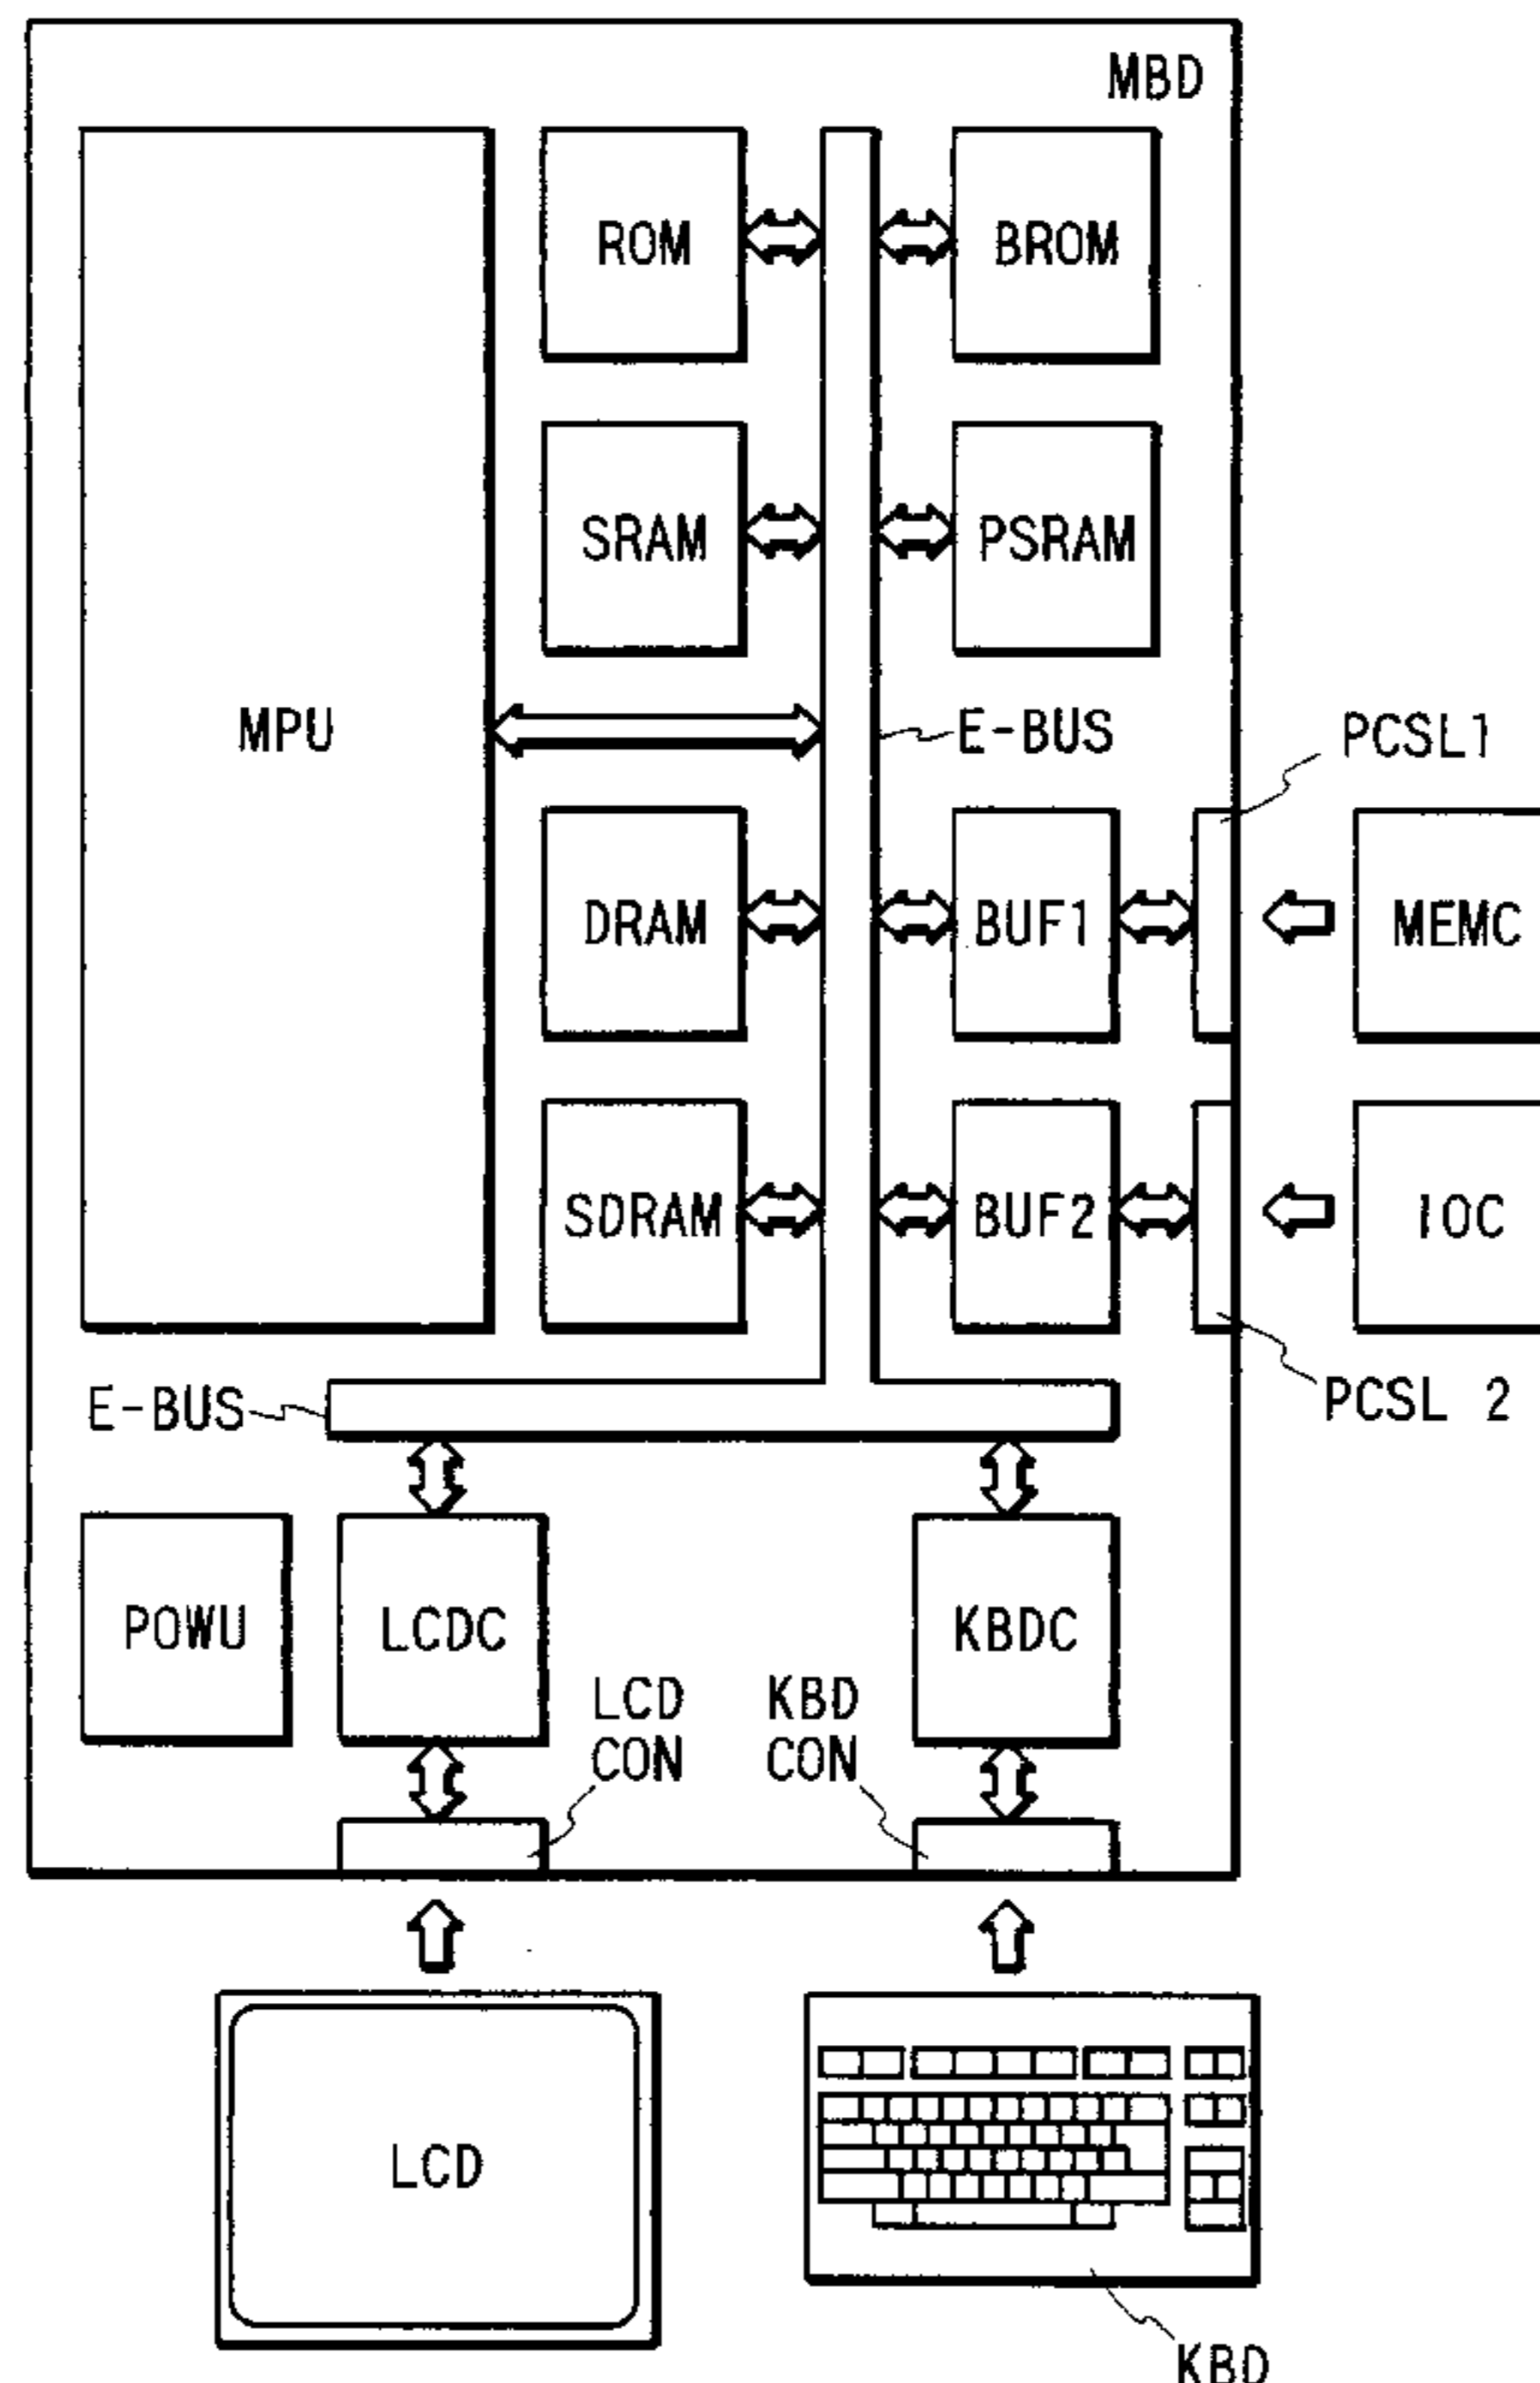 MBD
ROM
BROM
SRAM
PSRAM
MPU
E-BUS
PCSL1
DRAM
BUF1
MEMC
SDRAM
BUF2
IOC
E-BUS
PCSL 2
POWU
LCDC
KBDC
LCD
CON
KBD
CON
LCD
KBD